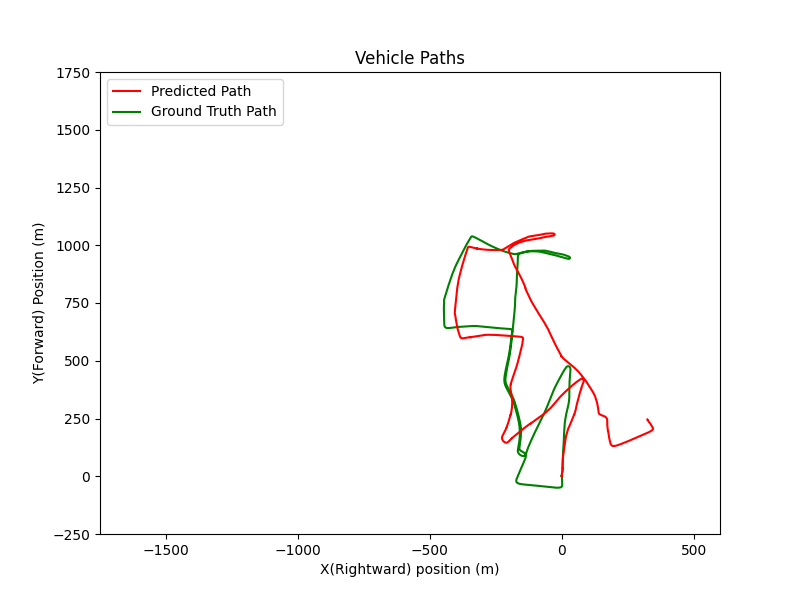 Vehicle Paths
Predicted Path
Ground Truth Path
1750
1500
1250
1000
750
500
250
0
−250
−1500
−1000
−500
0
500
Y(Forward) Position (m)
X(Rightward) position (m)